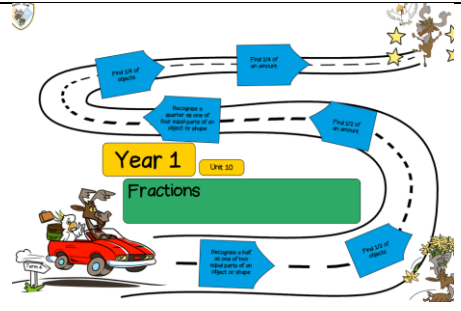 Find 1/4 of
objects
Find 1/4 of
an amount
Recognise a
quarter as one of
four equal parts of an
object or shape
Find 1/2 of
an amount
Year 1
Unit 10
Fractions
Term 4
Recognise a half
as one of two
equal parts of an
object or shape
Find 1/2 of
objects